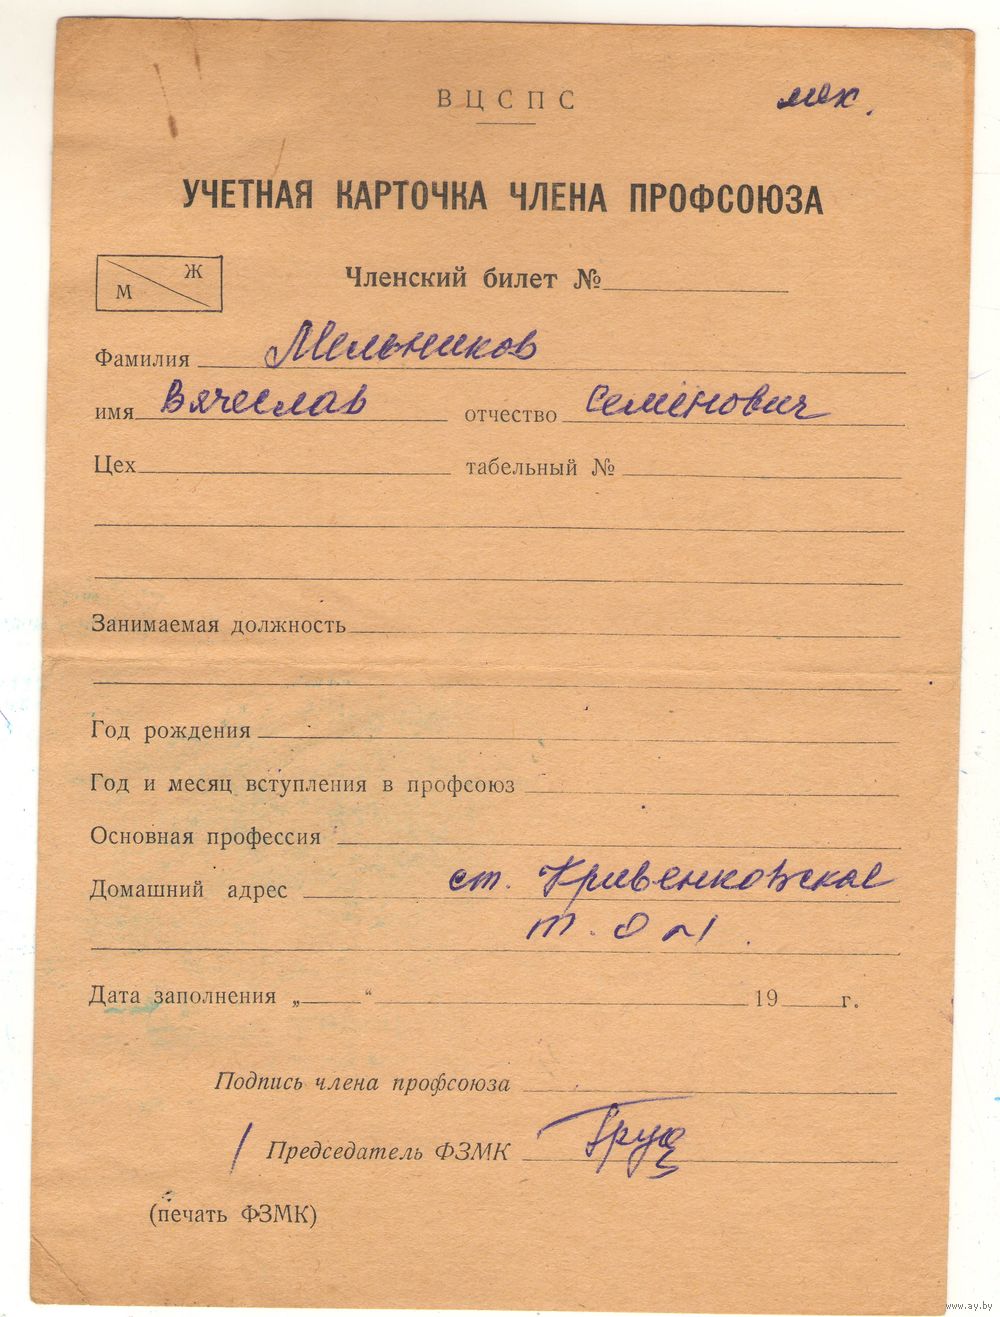 ВЦСПС
мех.
УЧЕТНАЯ КАРТОЧКА ЧЛЕНА ПРОФСОЮЗА
Ж
М
Членский билет №
Фамилия Мельников
имя Вячеслав отчество Семёнович
Цех табельный №
Занимаемая должность
Год рождения
Год и месяц вступления в профсоюз
Основная профессия
Домашний адрес ст. Кривенковская
Дата заполнения „ “ 19 г.
Подпись члена профсоюза
Председатель ФЗМК
(печать ФЗМК)
www.ay.by